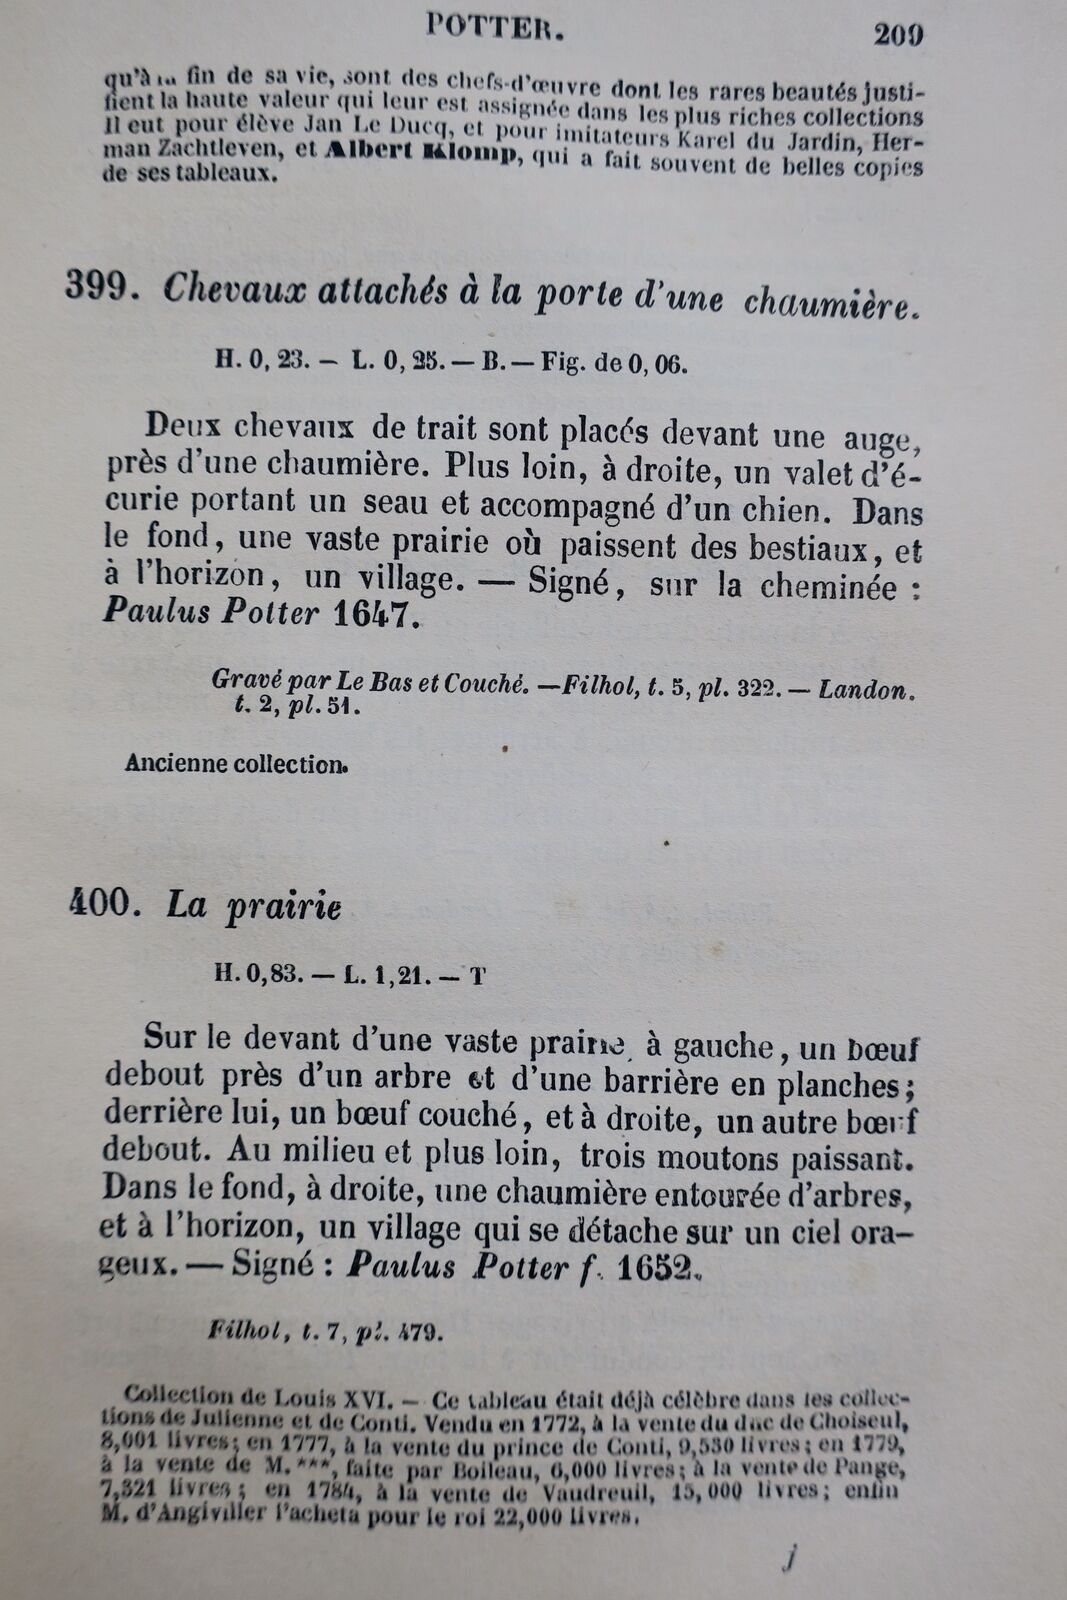 POTTER. 209
qu'à la fin de sa vie, sont des chefs-d'œuvre dont les rares beautés justi-
fient la haute valeur qui leur est assignée dans les plus riches collections
Il eut pour élève Jan Le Ducq, et pour imitateurs Karel du Jardin, Her-
man Zachtleven, et Albert Klomp, qui a fait souvent de belles copies
de ses tableaux.
399. Chevaux attachés à la porte d'une chaumière.
H. 0, 23. — L. 0, 25. — B. — Fig. de 0, 06.
Deux chevaux de trait sont placés devant une auge,
près d'une chaumière. Plus loin, à droite, un valet d'é-
curie portant un seau et accompagné d'un chien. Dans
le fond, une vaste prairie où paissent des bestiaux, et
à l'horizon, un village. — Signé, sur la cheminée :
Paulus Potter 1647.
Gravé par Le Bas et Couché. — Filhol, t. 5, pl. 322. — Landon.
t. 2, pl. 51.
Ancienne collection.
400. La prairie
H. 0,83. — L. 1,21. — T
Sur le devant d'une vaste prairie, à gauche, un bœuf
debout près d'un arbre et d'une barrière en planches;
derrière lui, un bœuf couché, et à droite, un autre bœuf
debout. Au milieu et plus loin, trois moutons paissant.
Dans le fond, à droite, une chaumière entourée d'arbres,
et à l'horizon, un village qui se détache sur un ciel ora-
geux. — Signé : Paulus Potter f. 1652.
Filhol, t. 7, pl. 479.
Collection de Louis XVI. — Ce tableau était déjà célèbre dans les collec-
tions de Julienne et de Conti. Vendu en 1772, à la vente du duc de Choiseul,
8,001 livres; en 1777, à la vente du prince de Conti, 9,530 livres; en 1779,
à la vente de M. ***, faite par Boileau, 6,000 livres; à la vente de Pange,
7,321 livres; en 1784, à la vente de Vaudreuil, 15,000 livres; enfin
M. d'Angiviller l'acheta pour le roi 22,000 livres.
j